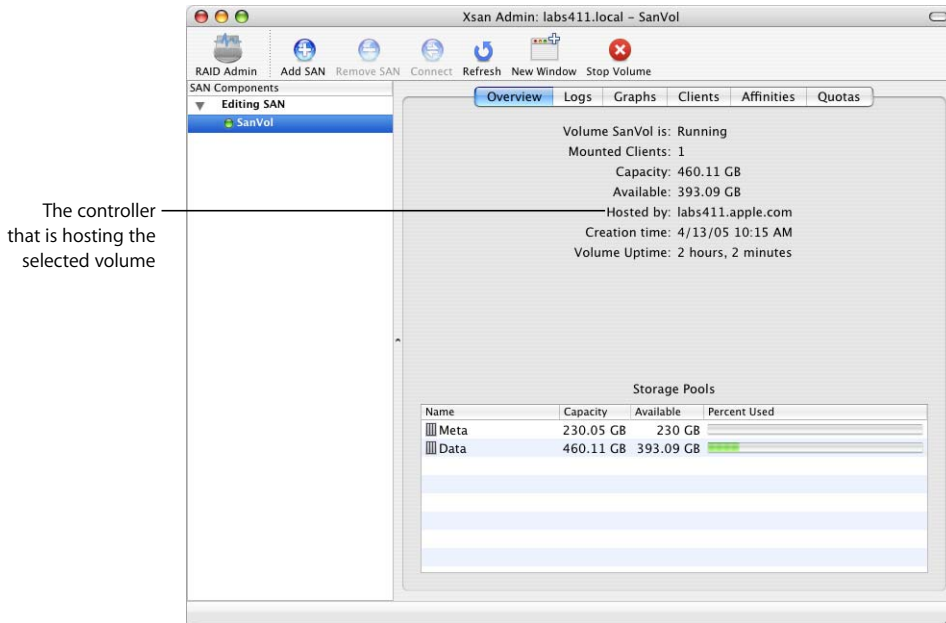 Xsan Admin: labs411.local – SanVol
RAID Admin Add SAN Remove SAN Connect Refresh New Window Stop Volume
SAN Components
Editing SAN
SanVol
Overview Logs Graphs Clients Affinities Quotas
Volume SanVol is: Running
Mounted Clients: 1
Capacity: 460.11 GB
Available: 393.09 GB
Hosted by: labs411.apple.com
Creation time: 4/13/05 10:15 AM
Volume Uptime: 2 hours, 2 minutes
The controller
that is hosting the
selected volume
Storage Pools
Name Capacity Available Percent Used
Meta 230.05 GB 230 GB
Data 460.11 GB 393.09 GB